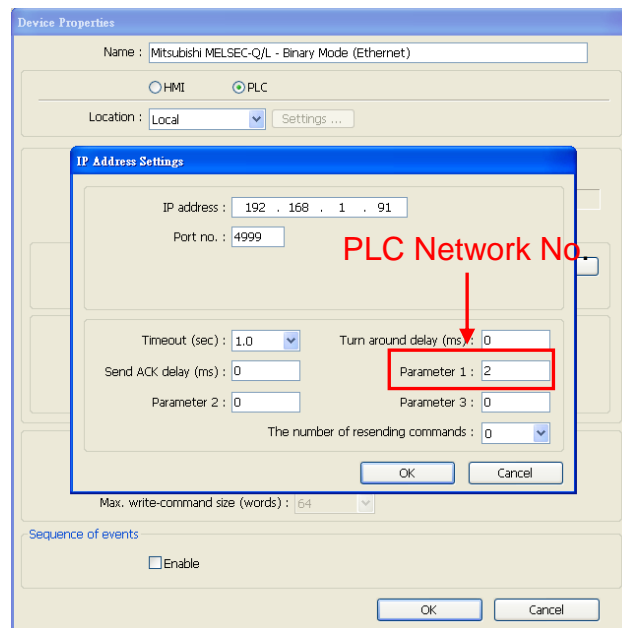 Device Properties
Name : Mitsubishi MELSEC-Q/L - Binary Mode (Ethernet)
HMI PLC
Location : Local Settings ...
IP Address Settings
IP address : 192 . 168 . 1 . 91
Port no. : 4999
PLC Network No.
Timeout (sec) : 1.0 Turn around delay (ms) : 0
Send ACK delay (ms) : 0 Parameter 1 : 2
Parameter 2 : 0 Parameter 3 : 0
The number of resending commands : 0
OK Cancel
Max. write-command size (words) : 64
Sequence of events
Enable
OK Cancel